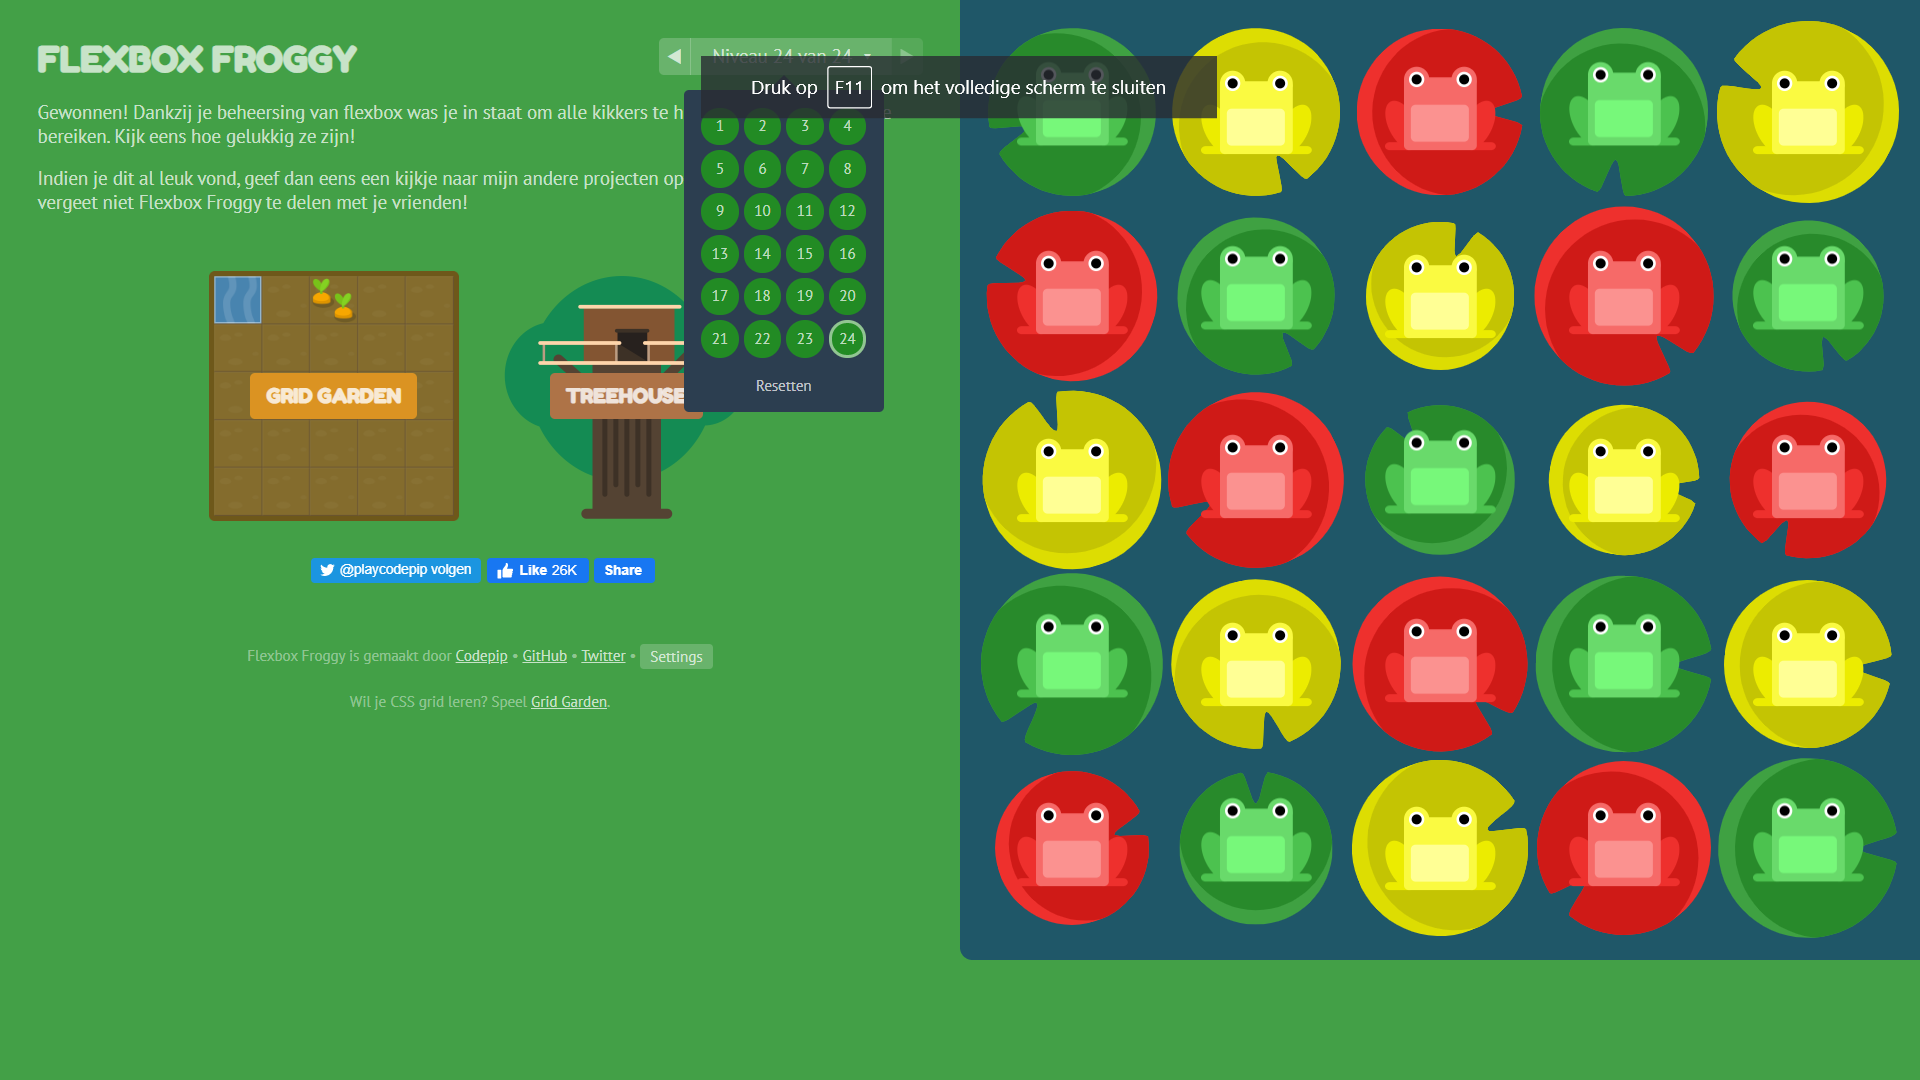 FLEXBOX FROGGY
Niveau 24 van 24
Druk op F11 om het volledige scherm te sluiten
Gewonnen! Dankzij je beheersing van flexbox was je in staat om alle kikkers te h
bereiken. Kijk eens hoe gelukkig ze zijn!
Indien je dit al leuk vond, geef dan eens een kijkje naar mijn andere projecten op
vergeet niet Flexbox Froggy te delen met je vrienden!
1 2 3 4
5 6 7 8
9 10 11 12
13 14 15 16
17 18 19 20
21 22 23 24
Resetten
GRID GARDEN
TREEHOUSE
@playcodepip volgen
Like 26K
Share
Flexbox Froggy is gemaakt door Codepip • GitHub • Twitter • Settings
Wil je CSS grid leren? Speel Grid Garden.